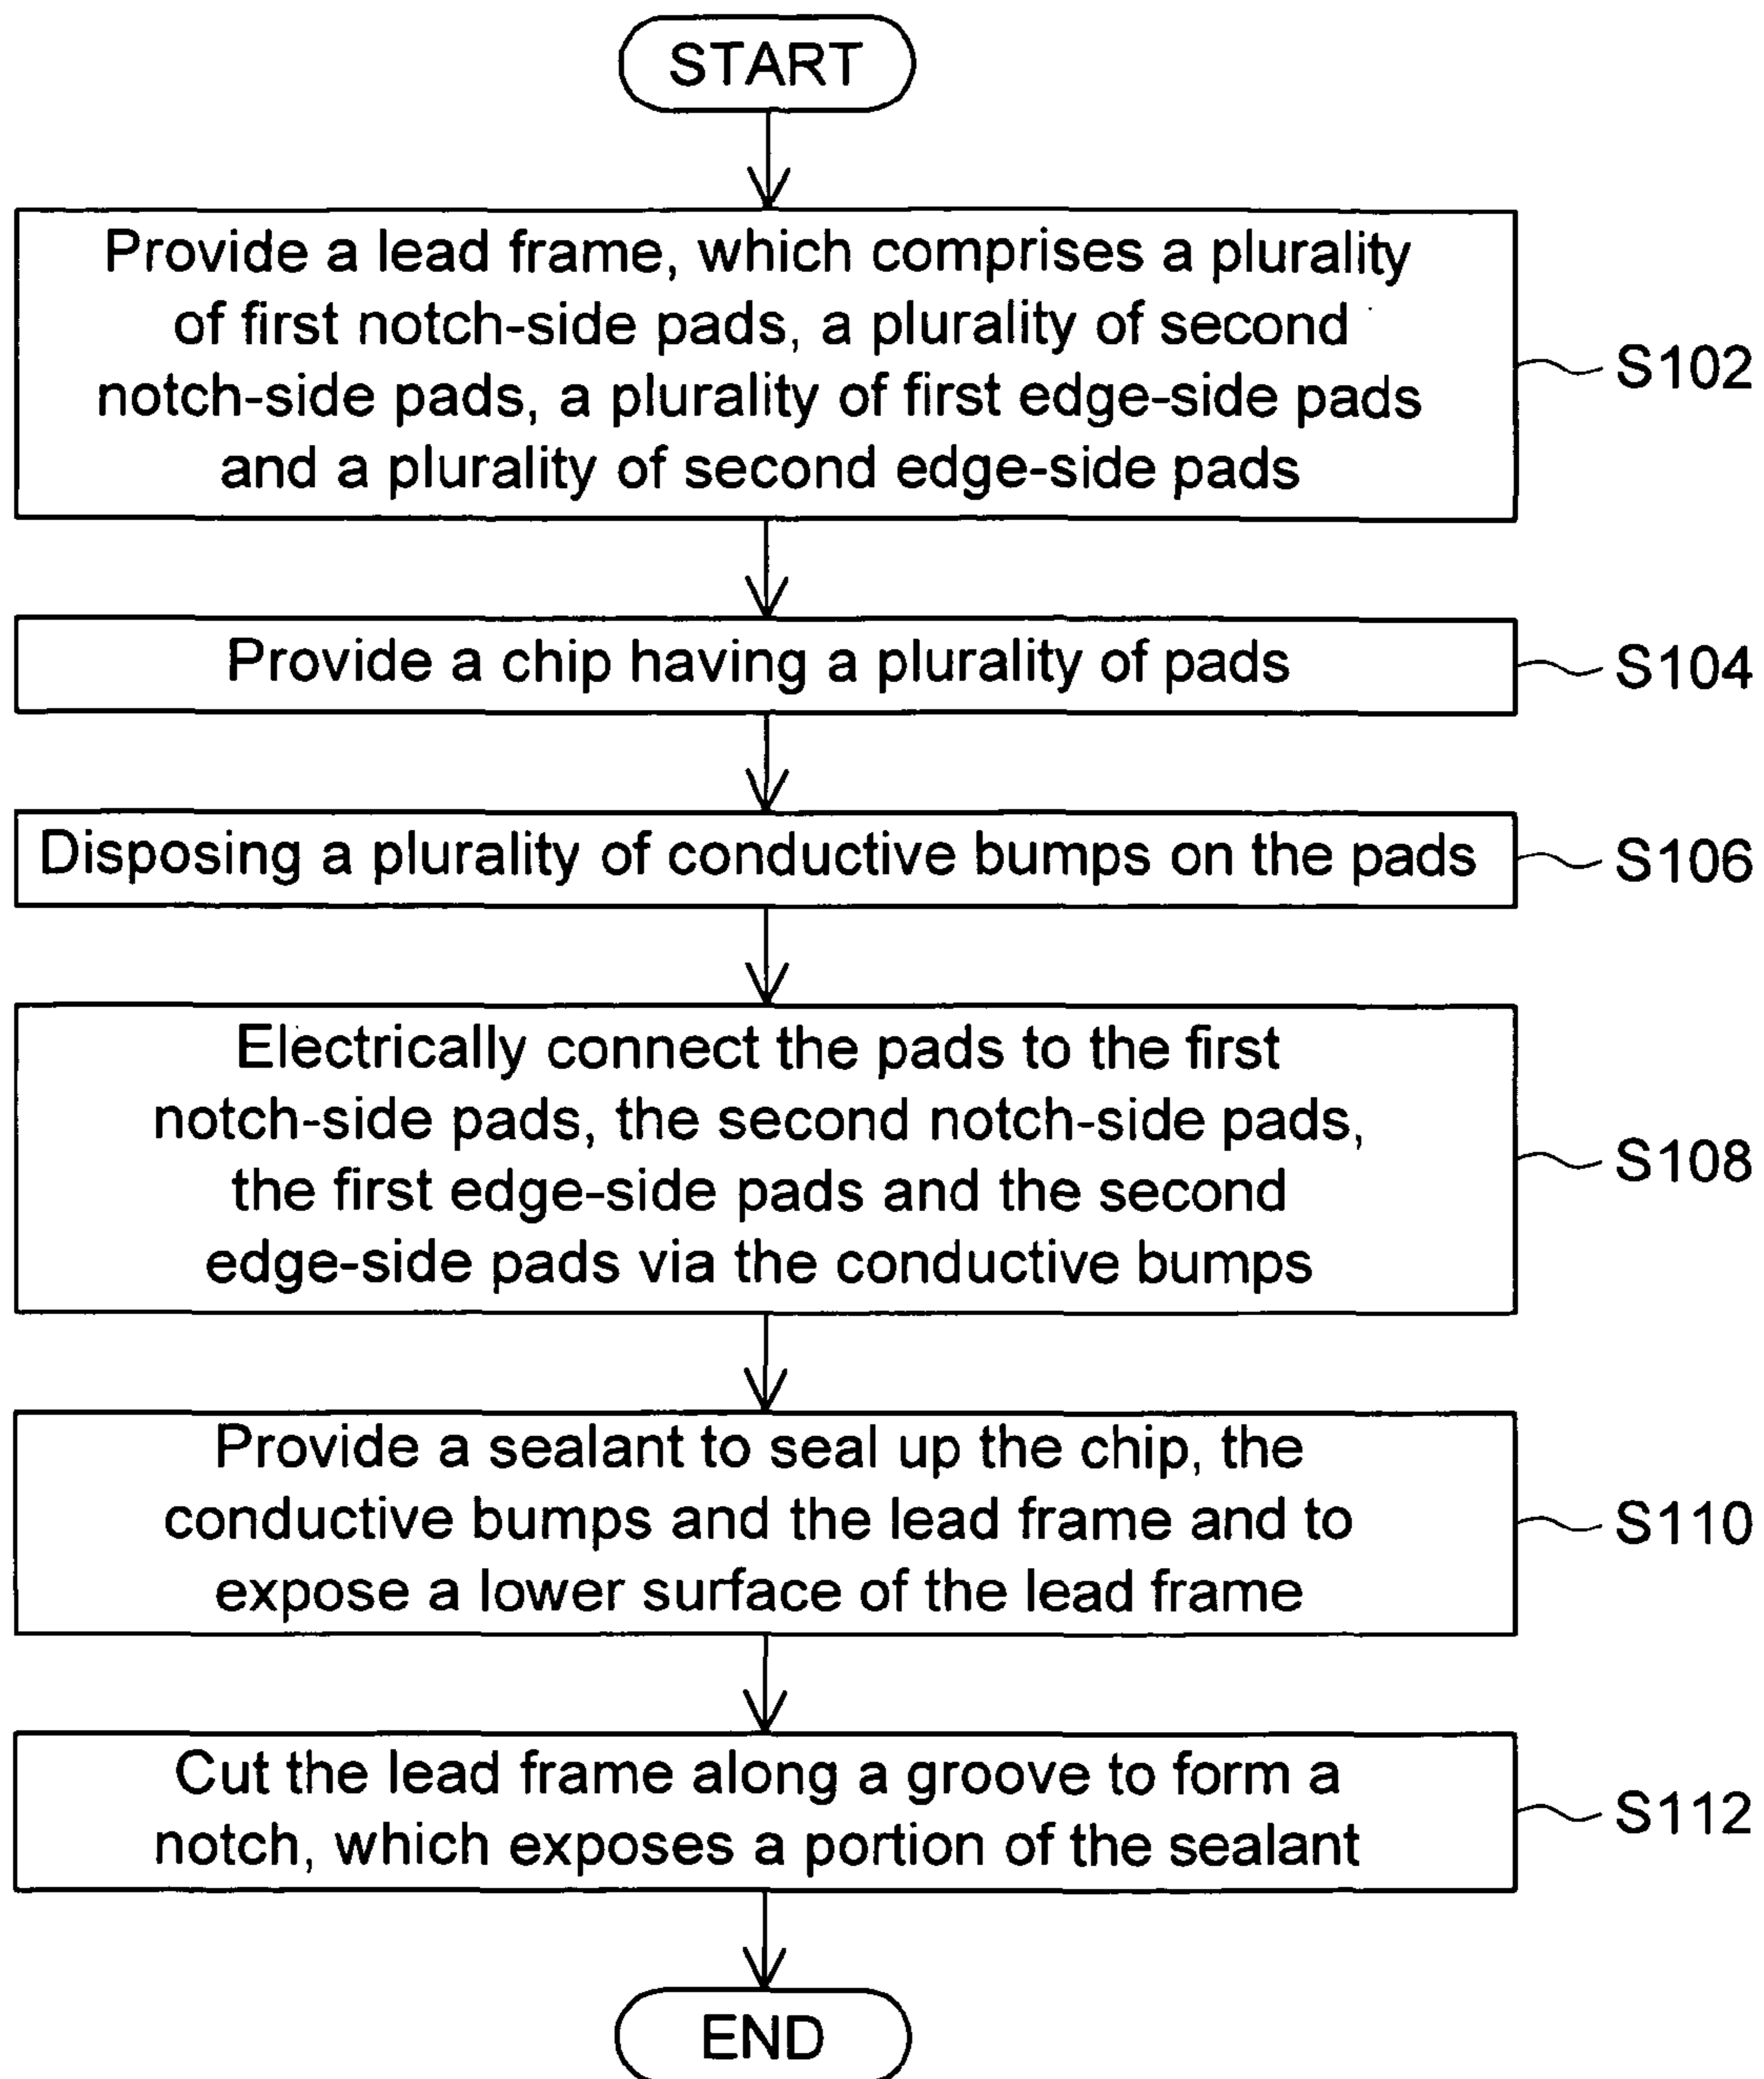 START
Provide a lead frame, which comprises a plurality
of first notch-side pads, a plurality of second
notch-side pads, a plurality of first edge-side pads
and a plurality of second edge-side pads
S102
Provide a chip having a plurality of pads
S104
Disposing a plurality of conductive bumps on the pads
S106
Electrically connect the pads to the first
notch-side pads, the second notch-side pads,
the first edge-side pads and the second
edge-side pads via the conductive bumps
S108
Provide a sealant to seal up the chip, the
conductive bumps and the lead frame and to
expose a lower surface of the lead frame
S110
Cut the lead frame along a groove to form a
notch, which exposes a portion of the sealant
S112
END